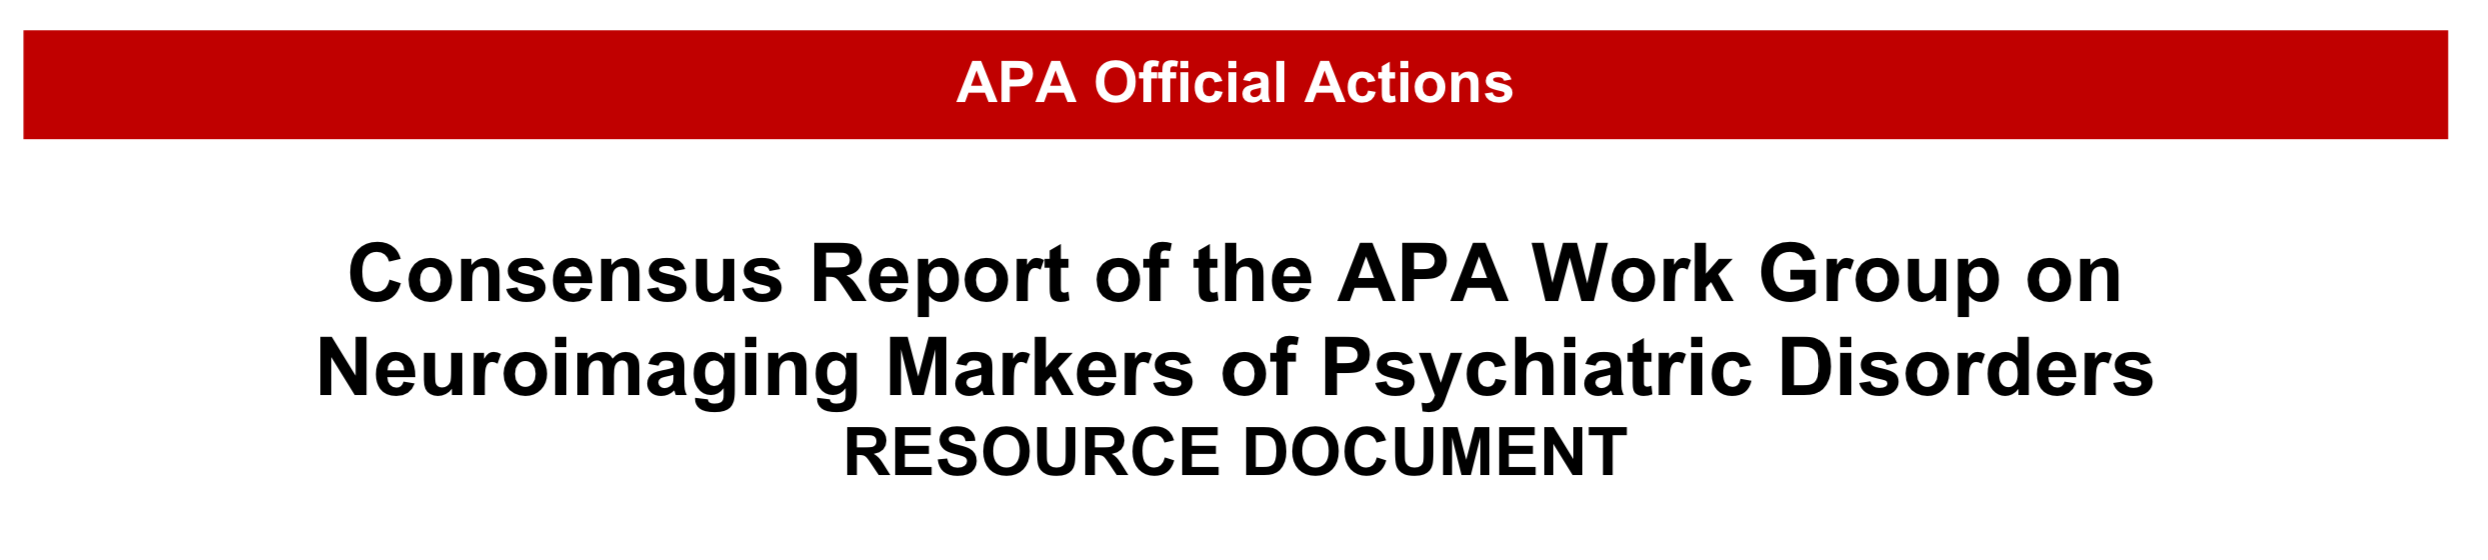 APA Official Actions
Consensus Report of the APA Work Group on
Neuroimaging Markers of Psychiatric Disorders
RESOURCE DOCUMENT